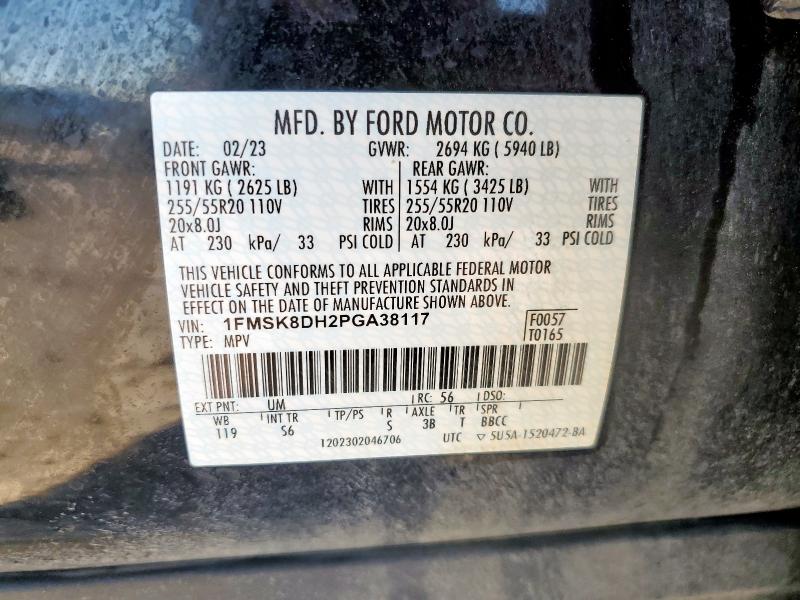 MFD. BY FORD MOTOR CO.
DATE: 02/23 GVWR: 2694 KG ( 5940 LB)
FRONT GAWR: REAR GAWR:
1191 KG ( 2625 LB) WITH 1554 KG ( 3425 LB) WITH
255/55R20 110V TIRES 255/55R20 110V TIRES
20x8.0J RIMS 20x8.0J RIMS
AT 230 kPa/ 33 PSI COLD AT 230 kPa/ 33 PSI COLD
THIS VEHICLE CONFORMS TO ALL APPLICABLE FEDERAL MOTOR
VEHICLE SAFETY AND THEFT PREVENTION STANDARDS IN
EFFECT ON THE DATE OF MANUFACTURE SHOWN ABOVE.
VIN: 1FMSK8DH2PGA38117 F0057
TYPE: MPV T0165
EXT PNT: UM RC: 56 DSO:
WB INT TR TP/PS R AXLE TR SPR
119 S6 S 3B T BBCC
1202302046706 UTC ▽ 5U5A-1520472-BA